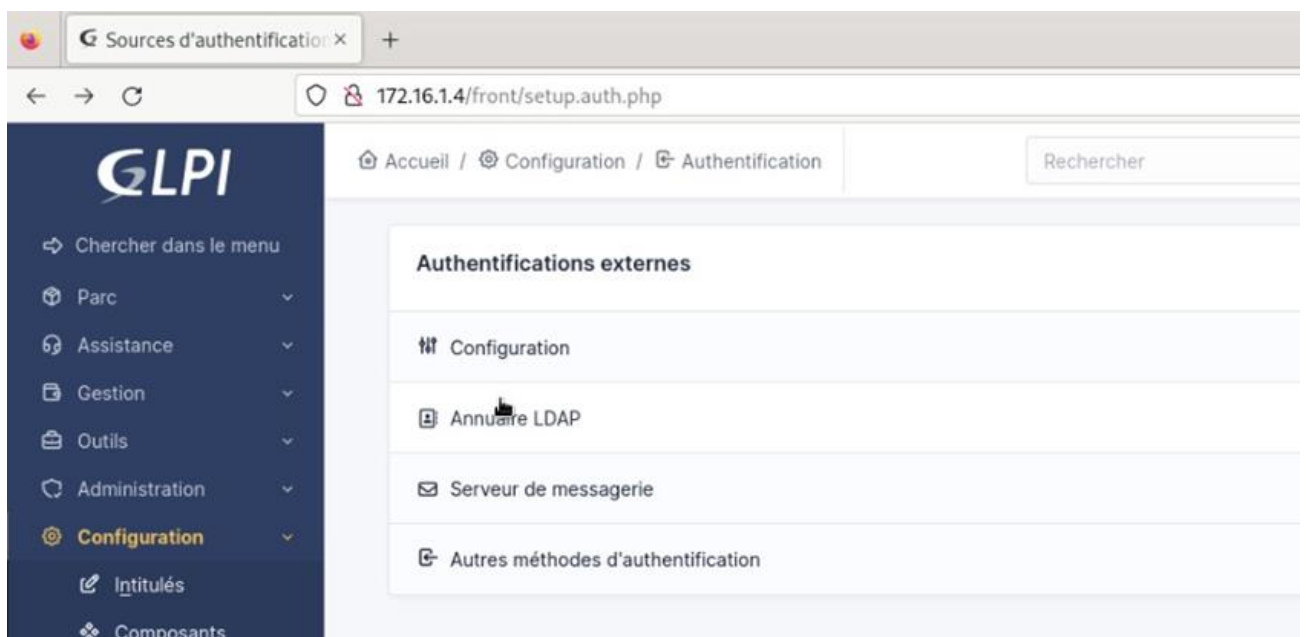 Sources d'authentification
172.16.1.4/front/setup.auth.php
GLPI
Accueil / Configuration / Authentification
Rechercher
Chercher dans le menu
Parc
Assistance
Gestion
Outils
Administration
Configuration
Intitulés
Composants
Authentifications externes
Configuration
Annuaire LDAP
Serveur de messagerie
Autres méthodes d'authentification